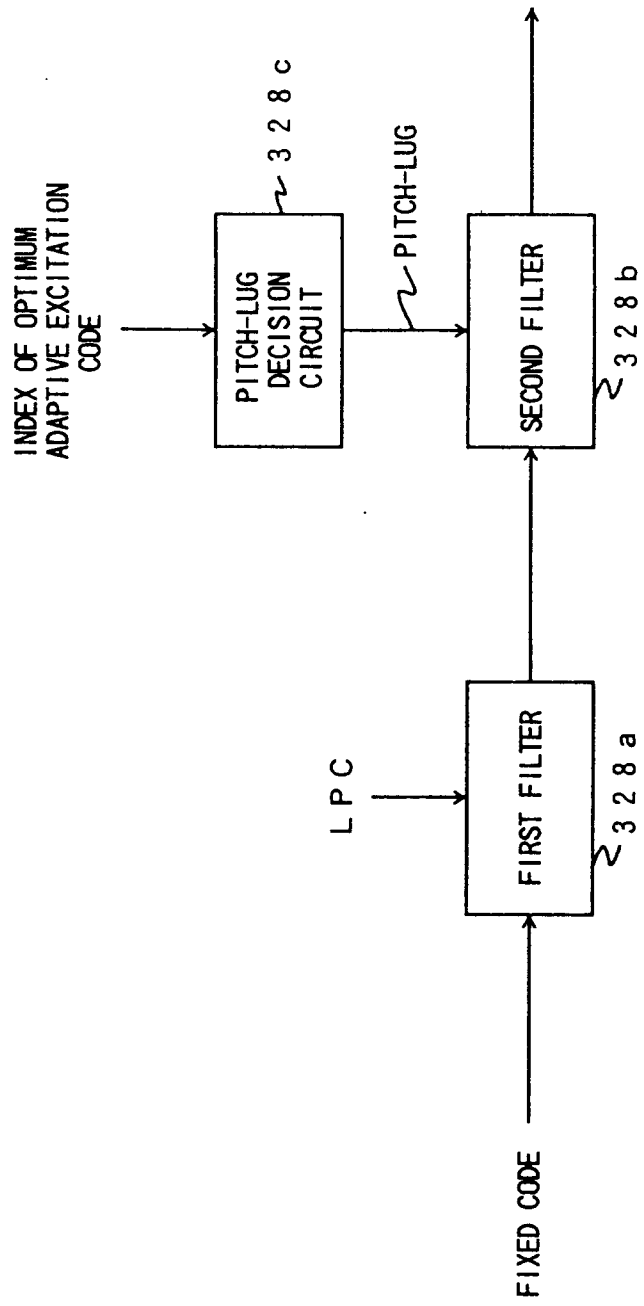 INDEX OF OPTIMUM
ADAPTIVE EXCITATION
CODE
PITCH-LUG
DECISION
CIRCUIT
328c
PITCH-LUG
LPC
FIXED CODE
FIRST FILTER
328a
SECOND FILTER
328b